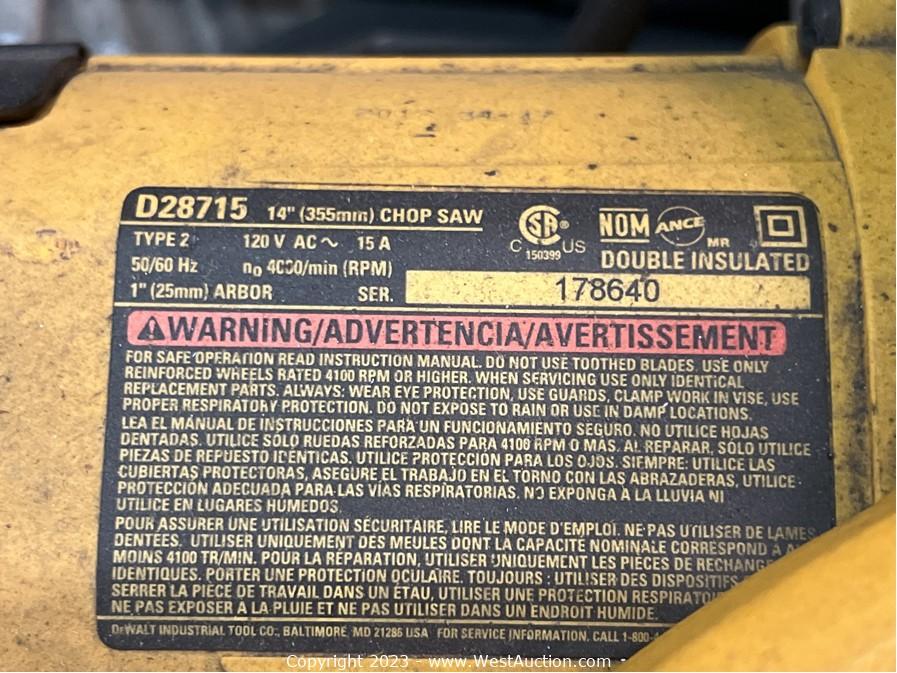 D28715 14" (355mm) CHOP SAW
TYPE 2 120 V AC ~ 15 A
50/60 Hz n₀ 4000/min (RPM)
1" (25mm) ARBOR SER. 178640
C SA® US
150399
NOM ANCE MR
DOUBLE INSULATED
⚠WARNING/ADVERTENCIA/AVERTISSEMENT
FOR SAFE OPERATION READ INSTRUCTION MANUAL. DO NOT USE TOOTHED BLADES. USE ONLY
REINFORCED WHEELS RATED 4100 RPM OR HIGHER. WHEN SERVICING USE ONLY IDENTICAL
REPLACEMENT PARTS. ALWAYS: WEAR EYE PROTECTION, USE GUARDS, CLAMP WORK IN VISE, USE
PROPER RESPIRATORY PROTECTION. DO NOT EXPOSE TO RAIN OR USE IN DAMP LOCATIONS.
LEA EL MANUAL DE INSTRUCCIONES PARA UN FUNCIONAMIENTO SEGURO. NO UTILICE HOJAS
DENTADAS. UTILICE SÓLO RUEDAS REFORZADAS PARA 4100 RPM O MÁS. AL REPARAR, SÓLO UTILICE
PIEZAS DE REPUESTO IDENTICAS. UTILICE PROTECCIÓN PARA LOS OJOS. SIEMPRE: UTILICE LAS
CUBIERTAS PROTECTORAS, ASEGURE EL TRABAJO EN EL TORNO CON LAS ABRAZADERAS, UTILICE
PROTECCIÓN ADECUADA PARA LAS VÍAS RESPIRATORIAS. NO EXPONGA A LA LLUVIA NI
UTILICE EN LUGARES HÚMEDOS.
POUR ASSURER UNE UTILISATION SÉCURITAIRE, LIRE LE MODE D'EMPLOI. NE PAS UTILISER DE LAMES
DENTEES. UTILISER UNIQUEMENT DES MEULES DONT LA CAPACITÉ NOMINALE CORRESPOND À
MOINS 4100 TR/MIN. POUR LA RÉPARATION, UTILISER UNIQUEMENT LES PIÈCES DE RECHANGE
IDENTIQUES. PORTER UNE PROTECTION OCULAIRE. TOUJOURS : UTILISER DES DISPOSITIFS
SERRER LA PIÈCE DE TRAVAIL DANS UN ÉTAU, UTILISER UNE PROTECTION
NE PAS EXPOSER À LA PLUIE ET NE PAS UTILISER DANS UN ENDROIT HUMIDE.
DEWALT INDUSTRIAL TOOL CO., BALTIMORE, MD 21286 USA FOR SERVICE INFORMATION, CALL 1-800-
Copyright 2023 - www.WestAuction.com